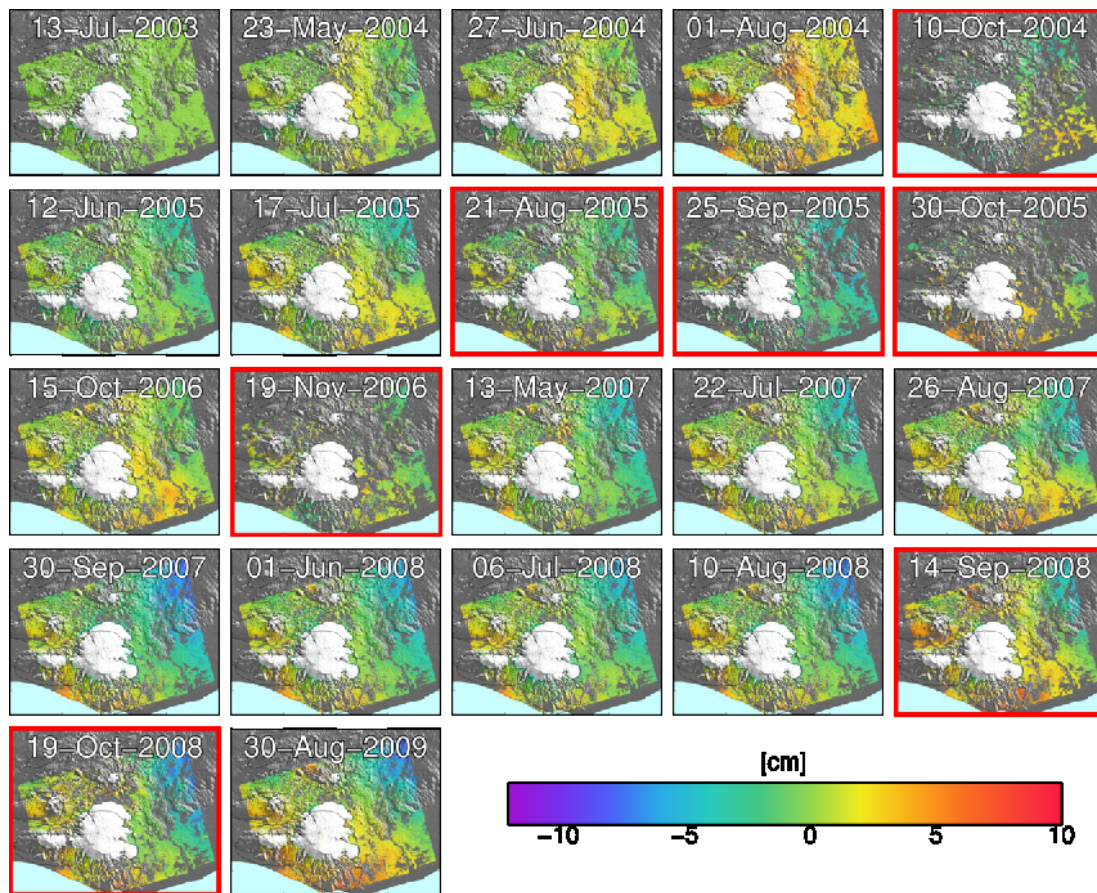 13-Jul-2003 23-May-2004 27-Jun-2004 01-Aug-2004 10-Oct-2004
12-Jun-2005 17-Jul-2005 21-Aug-2005 25-Sep-2005 30-Oct-2005
15-Oct-2006 19-Nov-2006 13-May-2007 22-Jul-2007 26-Aug-2007
30-Sep-2007 01-Jun-2008 06-Jul-2008 10-Aug-2008 14-Sep-2008
19-Oct-2008 30-Aug-2009
[cm]
-10 -5 0 5 10